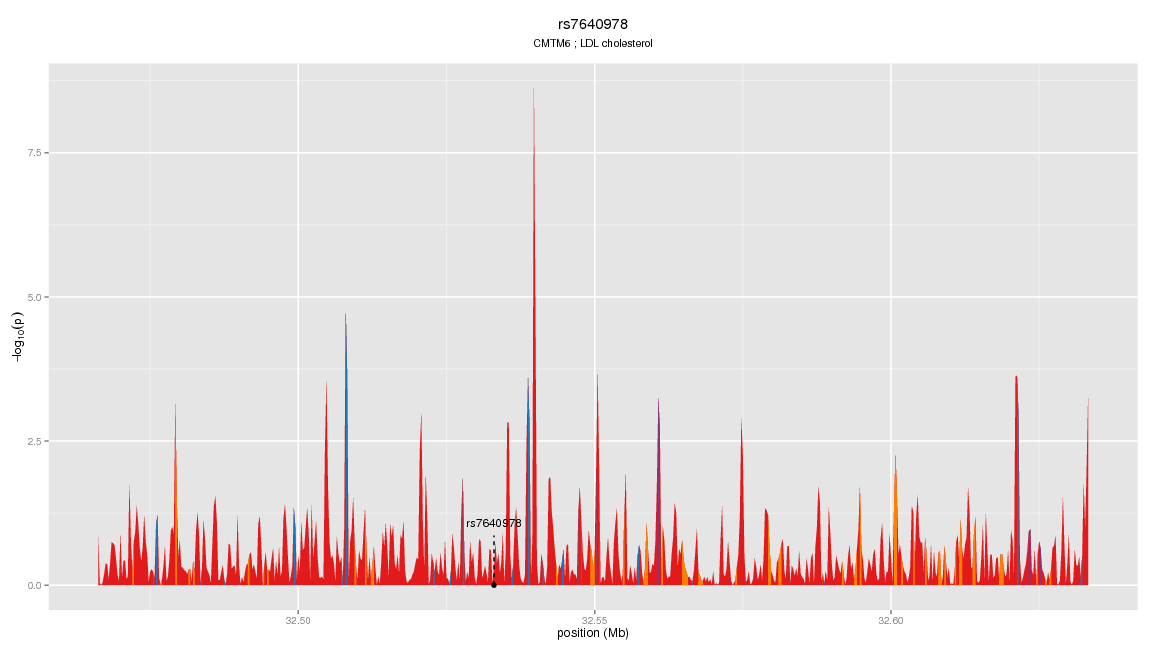 rs7640978
CMTM6 ; LDL cholesterol
7.5
5.0
2.5
0.0
−log10(p)
rs7640978
32.50
32.55
32.60
position (Mb)